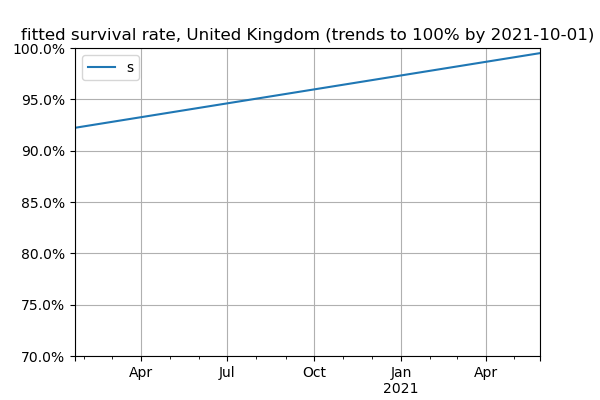 fitted survival rate, United Kingdom (trends to 100% by 2021-10-01)
100.0%
s
95.0%
90.0%
85.0%
80.0%
75.0%
70.0%
Apr Jul Oct Jan Apr
2021